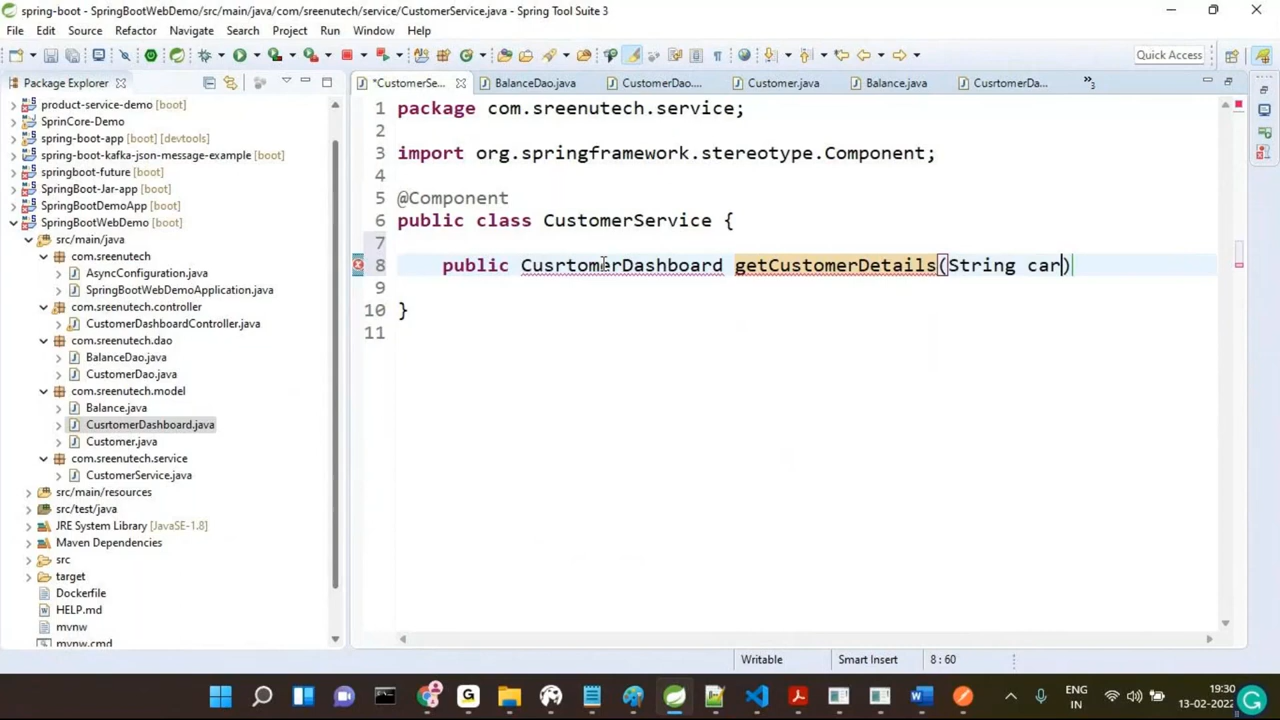 spring-boot - SpringBootWebDemo/src/main/java/com/sreenutech/service/CustomerService.java - Spring Tool Suite 3
File Edit Source Refactor Navigate Search Project Run Window Help
Quick Access
Package Explorer
*CustomerSe... BalanceDao.java CustomerDao.... Customer.java Balance.java CusrtomerDa... »3
product-service-demo [boot]
SprinCore-Demo
spring-boot-app [boot] [devtools]
spring-boot-kafka-json-message-example [boot]
springboot-future [boot]
SpringBoot-Jar-app [boot]
SpringBootDemoApp [boot]
SpringBootWebDemo [boot]
src/main/java
com.sreenutech
AsyncConfiguration.java
SpringBootWebDemoApplication.java
com.sreenutech.controller
CustomerDashboardController.java
com.sreenutech.dao
BalanceDao.java
CustomerDao.java
com.sreenutech.model
Balance.java
CusrtomerDashboard.java
Customer.java
com.sreenutech.service
CustomerService.java
src/main/resources
src/test/java
JRE System Library [JavaSE-1.8]
Maven Dependencies
src
target
Dockerfile
HELP.md
mvnw
mvnw.cmd
1 package com.sreenutech.service;
2
3 import org.springframework.stereotype.Component;
4
5 @Component
6 public class CustomerService {
7
8 public CusrtomerDashboard getCustomerDetails(String car)
9
10 }
11
Writable Smart Insert 8 : 60
ENG
IN
19:30
13-02-2022